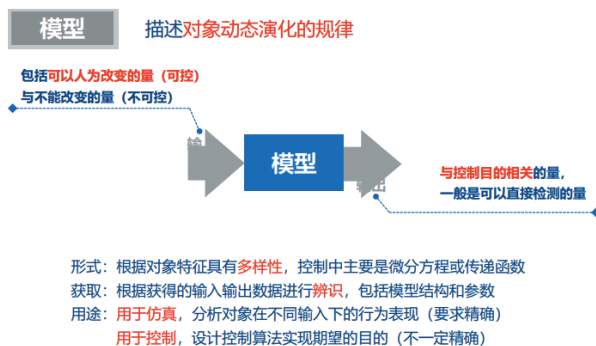 模型
描述对象动态演化的规律
包括可以人为改变的量（可控）
与不能改变的量（不可控）
输
模型
出
与控制目的相关的量，
一般是可以直接检测的量
形式：根据对象特征具有多样性，控制中主要是微分方程或传递函数
获取：根据获得的输入输出数据进行辨识，包括模型结构和参数
用途：用于仿真，分析对象在不同输入下的行为表现（要求精确）
用于控制，设计控制算法实现期望的目的（不一定精确）